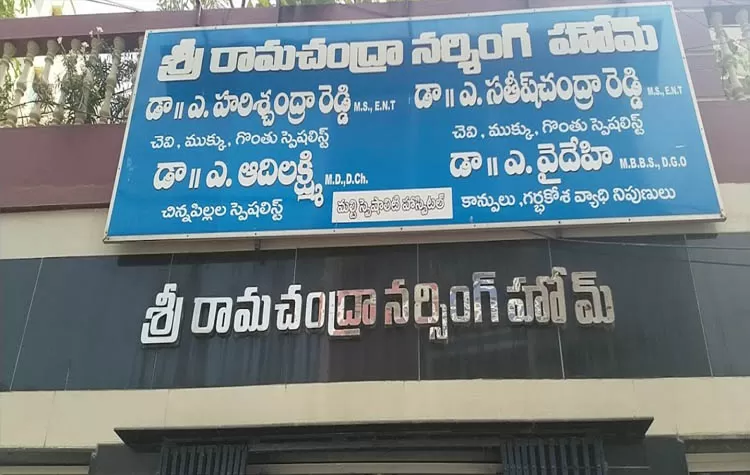 శ్రీ రామచంద్రా నర్సింగ్ హోమ్
డా॥ ఎ. హరిశ్చంద్రా రెడ్డి M.S., E.N.T
డా॥ ఎ. సతీష్‌చంద్రా రెడ్డి M.S., E.N.T
చెవి, ముక్కు, గొంతు స్పెషలిస్ట్
చెవి, ముక్కు, గొంతు స్పెషలిస్ట్
డా॥ ఎ. ఆదిలక్ష్మి M.D.,D.Ch.
డా॥ ఎ. వైదేహి M.B.B.S., D.G.O
చిన్నపిల్లల స్పెషలిస్ట్
మల్టి స్పెషాలిటి హాస్పిటల్
కాన్పులు ,గర్భకోశ వ్యాధి నిపుణులు
శ్రీ రామచంద్రా నర్సింగ్ హోమ్